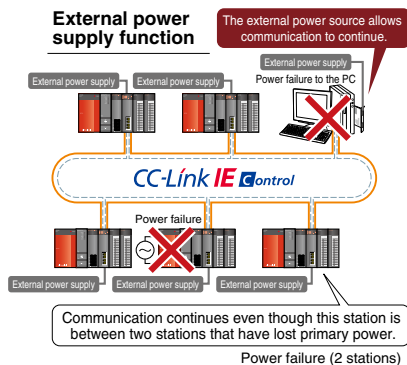 External power
supply function
The external power source allows
communication to continue.
External power supply
External power supply
External power supply
Power failure to the PC
CC-Link IE Control
Power failure
External power supply
External power supply
External power supply
Communication continues even though this station is
between two stations that have lost primary power.
Power failure (2 stations)